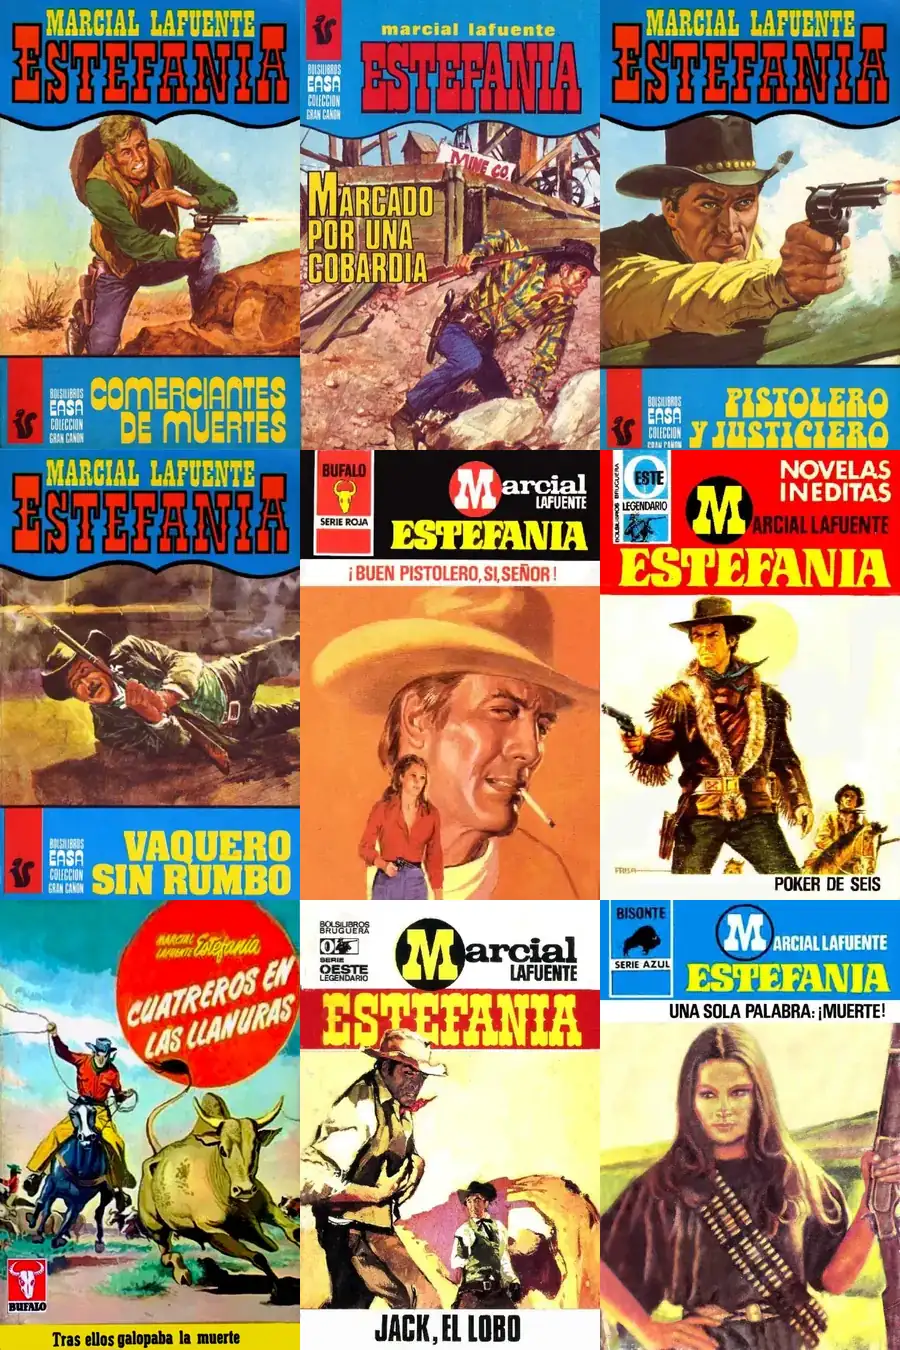 MARCIAL LAFUENTE
ESTEFANIA
COMERCIANTES
DE MUERTES
BOLSILIBROS
EASA
COLECCION
GRAN CAÑON
marcial lafuente
ESTEFANIA
BOLSILIBROS
EASA
COLECCION
GRAN CAÑON
MINE CO.
MARCADO
POR UNA
COBARDIA
MARCIAL LAFUENTE
ESTEFANIA
BOLSILIBROS
EASA
COLECCION
GRAN CAÑON
PISTOLERO
Y JUSTICIERO
MARCIAL LAFUENTE
ESTEFANIA
BOLSILIBROS
EASA
COLECCION
GRAN CAÑON
VAQUERO
SIN RUMBO
BUFALO
SERIE ROJA
Marcial
LAFUENTE
ESTEFANIA
¡BUEN PISTOLERO, SI, SEÑOR!
BOLSILIBROS BRUGUERA
OESTE
LEGENDARIO
NOVELAS
INEDITAS
MARCIAL LAFUENTE
ESTEFANIA
POKER DE SEIS
MARCIAL
LAFUENTE Estefanía
CUATREROS EN
LAS LLANURAS
BUFALO
Tras ellos galopaba la muerte
BOLSILIBROS
BRUGUERA
SERIE
OESTE
LEGENDARIO
Marcial
LAFUENTE
ESTEFANIA
JACK, EL LOBO
BISONTE
SERIE AZUL
MARCIAL LAFUENTE
ESTEFANIA
UNA SOLA PALABRA: ¡MUERTE!